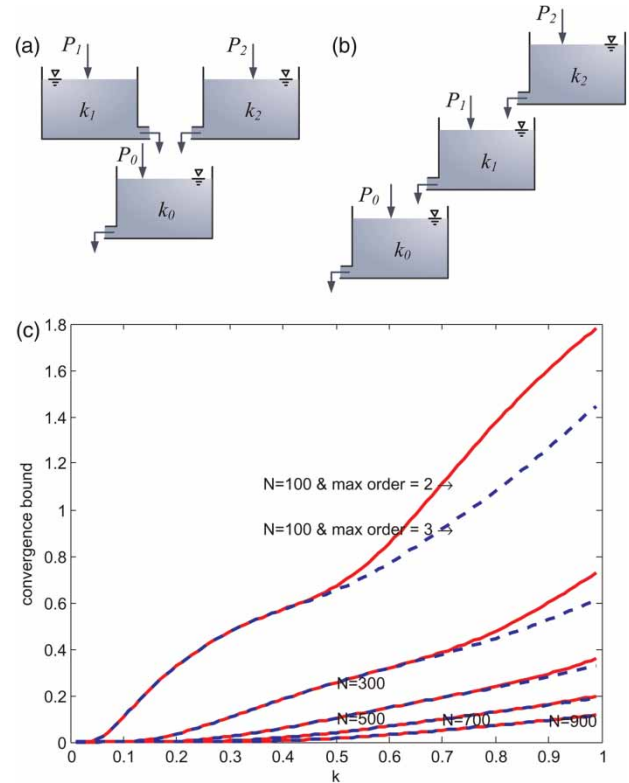 (a)
P1
P2
k1
k2
P0
k0
(b)
P2
k2
P1
k1
P0
k0
(c)
1.8
1.6
1.4
1.2
1
0.8
0.6
0.4
0.2
0
convergence bound
N=100 & max order = 2 →
N=100 & max order = 3 →
N=300
N=500
N=700
N=900
0 0.1 0.2 0.3 0.4 0.5 0.6 0.7 0.8 0.9 1
k